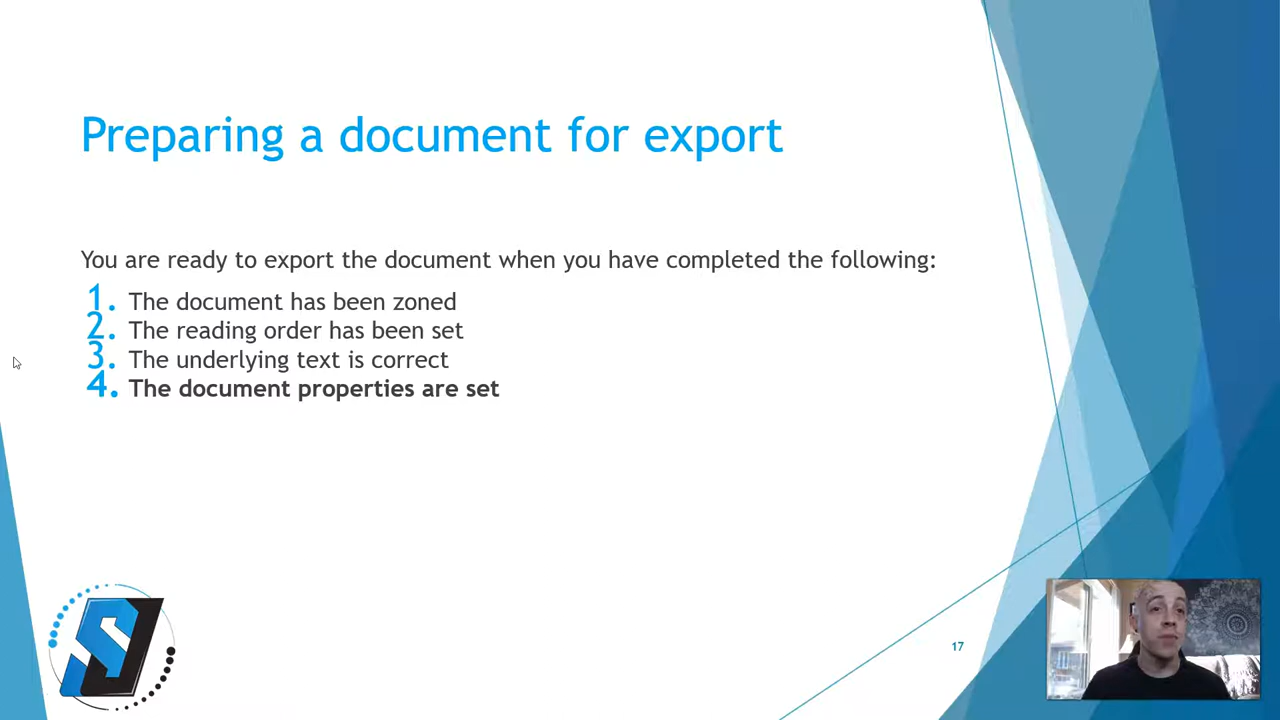 Preparing a document for export
You are ready to export the document when you have completed the following:
1. The document has been zoned
2. The reading order has been set
3. The underlying text is correct
4. The document properties are set
17